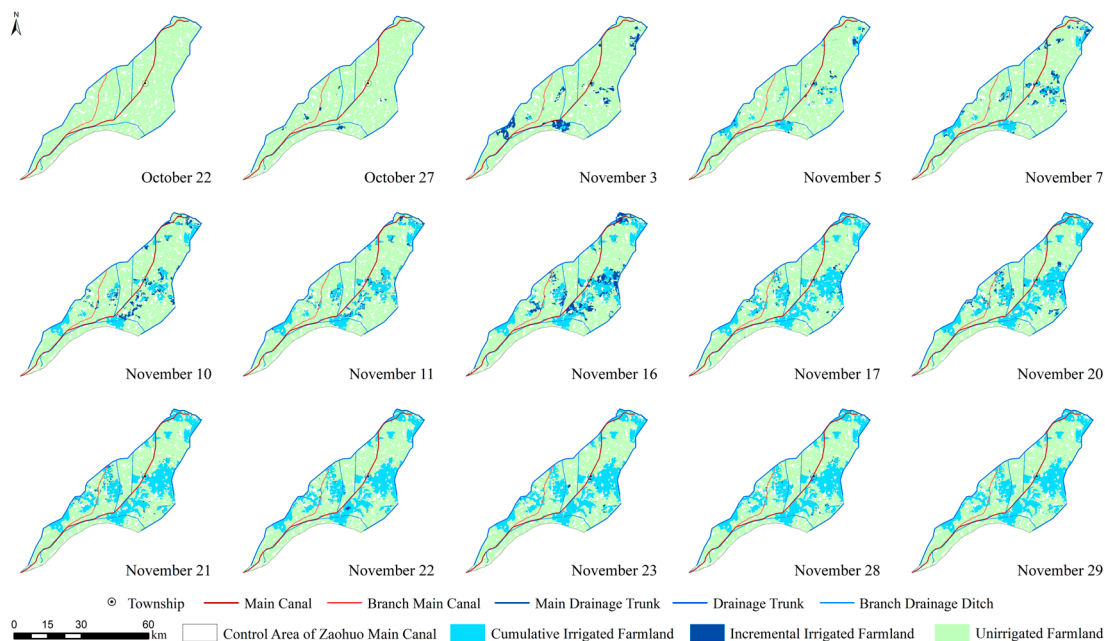 N
October 22
October 27
November 3
November 5
November 7
November 10
November 11
November 16
November 17
November 20
November 21
November 22
November 23
November 28
November 29
Township Main Canal Branch Main Canal Main Drainage Trunk Drainage Trunk Branch Drainage Ditch
0 15 30 60 km
Control Area of Zaohuo Main Canal Cumulative Irrigated Farmland Incremental Irrigated Farmland Unirrigated Farmland